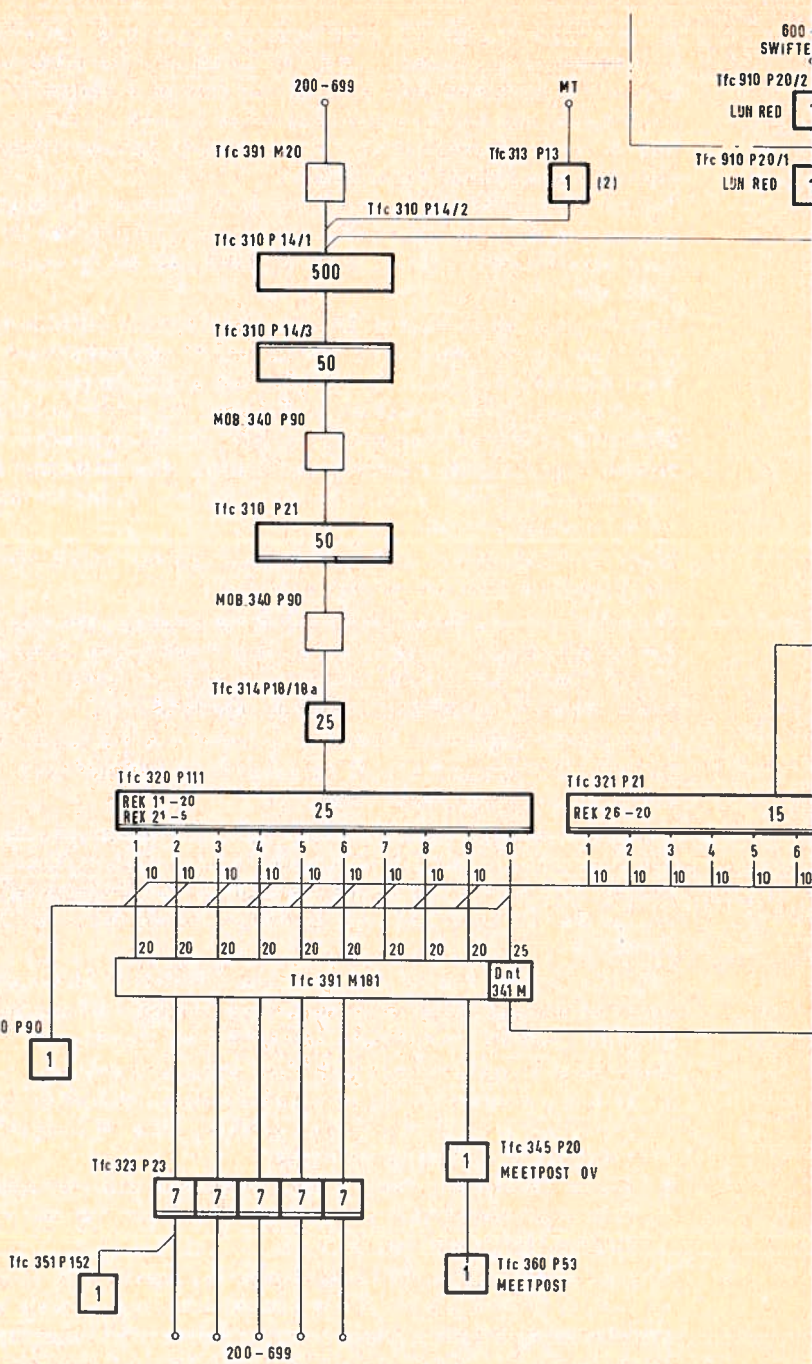 600
SWIFTE
200-699
MT
Tfc 910 P20/2
LIJN RED
Tfc 391 M20
Tfc 313 P13
1 (2)
Tfc 910 P20/1
LIJN RED
Tfc 310 P14/2
Tfc 310 P 14/1
500
Tfc 310 P 14/3
50
MOB.340 P90
Tfc 310 P21
50
MOB.340 P90
Tfc 314 P18/18a
25
Tfc 320 P111
REK 1¹-20
REK 2¹-5
25
Tfc 321 P21
REK 26-20
15
1 2 3 4 5 6 7 8 9 0
1 2 3 4 5 6
10 10 10 10 10 10 10 10 10
10 10 10 10 10 10
20 20 20 20 20 20 20 20 20 25
Tfc 391 M181
Dnt
341 M
0 P90
1
Tfc 345 P20
1
MEETPOST OV
Tfc 323 P23
7 7 7 7 7
Tfc 351 P152
1
Tfc 360 P53
1
MEETPOST
200-699